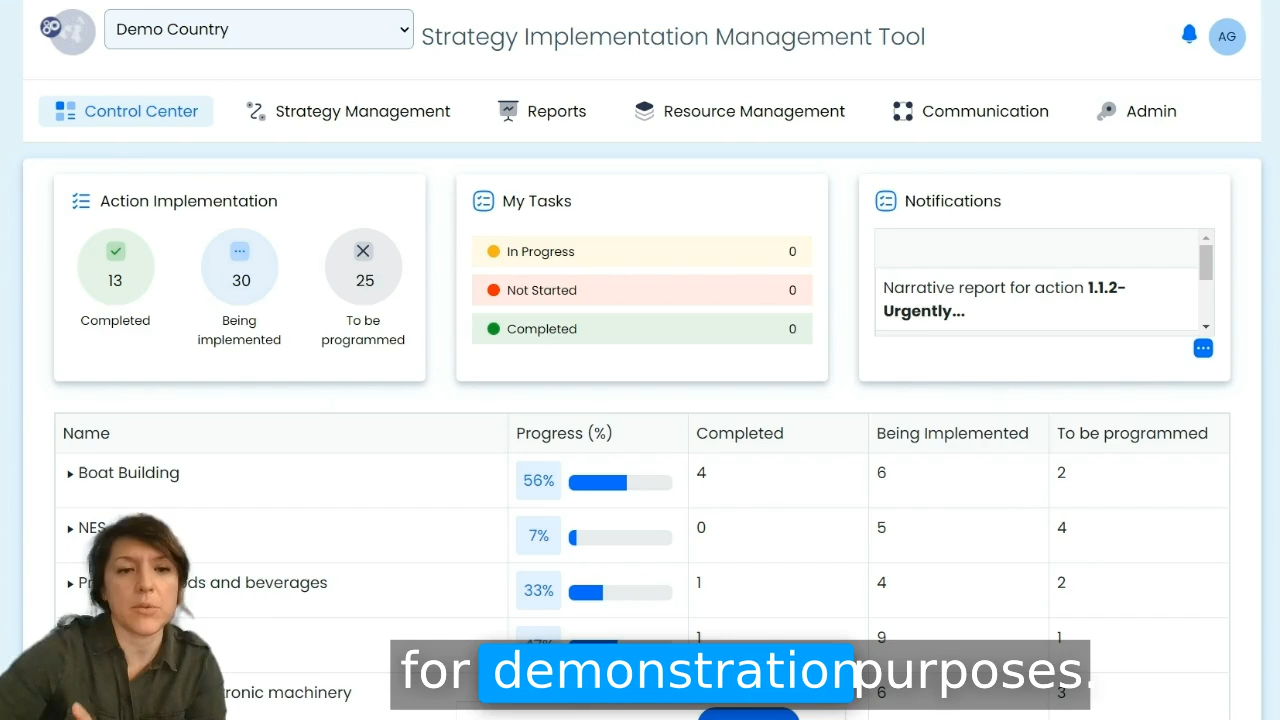 Demo Country
Strategy Implementation Management Tool
AG
Control Center
Strategy Management
Reports
Resource Management
Communication
Admin
Action Implementation
13
Completed
30
Being
implemented
25
To be
programmed
My Tasks
In Progress 0
Not Started 0
Completed 0
Notifications
Narrative report for action 1.1.2-
Urgently...
Name Progress (%) Completed Being Implemented To be programmed
Boat Building 56% 4 6 2
NES 7% 0 5 4
and beverages 33% 1 4 2
1 9 1
machinery 6 3
for demonstration purposes.